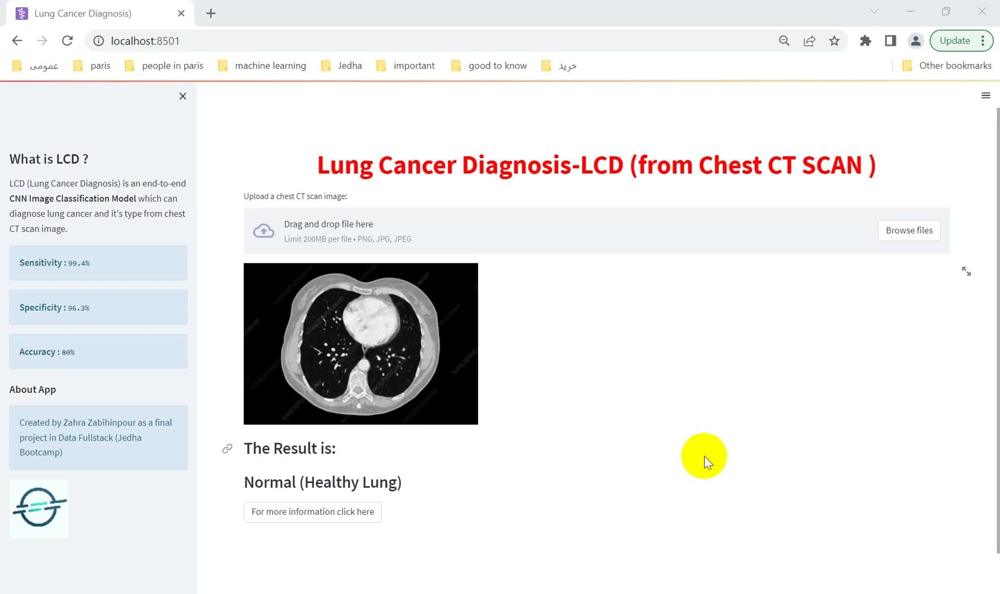 Lung Cancer Diagnosis)
localhost:8501
Update
عمومی
paris
people in paris
machine learning
Jedha
important
good to know
خرید
Other bookmarks
What is LCD ?
LCD (Lung Cancer Diagnosis) is an end-to-end
CNN Image Classification Model which can
diagnose lung cancer and it's type from chest
CT scan image.
Sensitivity : 99.4%
Specificity : 96.3%
Accuracy : 80%
About App
Created by Zahra Zabihinpour as a final
project in Data Fullstack (Jedha
Bootcamp)
Lung Cancer Diagnosis-LCD (from Chest CT SCAN )
Upload a chest CT scan image:
Drag and drop file here
Limit 200MB per file • PNG, JPG, JPEG
Browse files
The Result is:
Normal (Healthy Lung)
For more information click here